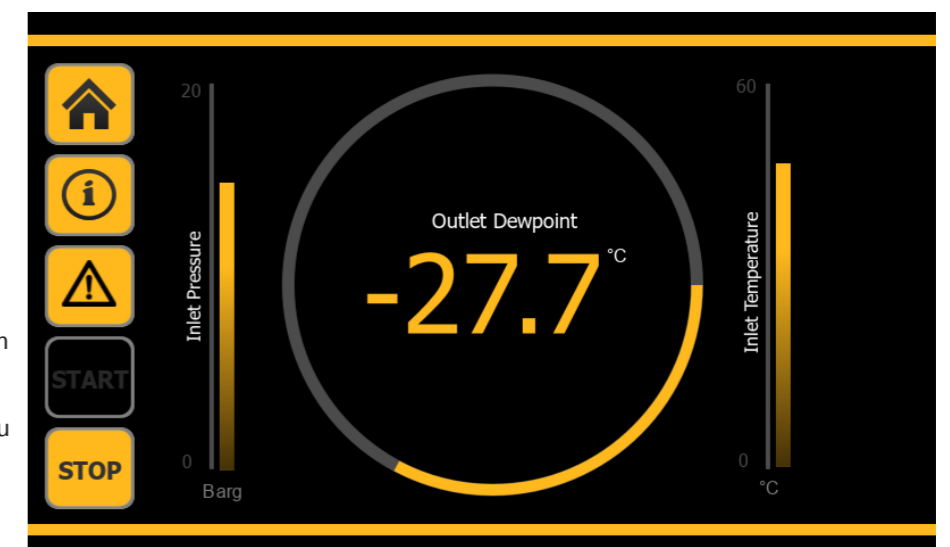 20
60
Outlet Dewpoint
-27.7 °C
Inlet Pressure
Inlet Temperature
START
STOP
0
0
Barg
°C
n
u
i